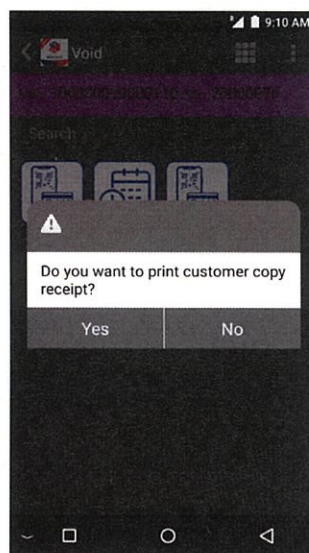 9:10 AM
Void
Search
Do you want to print customer copy
receipt?
Yes
No